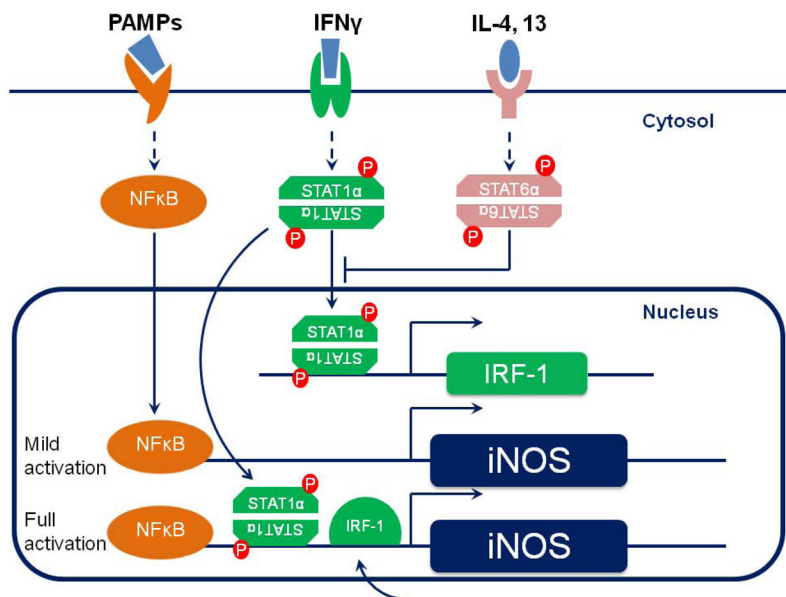 PAMPs
IFNγ
IL-4, 13
Cytosol
P
STAT1α
STAT1α
P
P
STAT6α
STAT6α
P
NFκB
Nucleus
P
STAT1α
STAT1α
P
IRF-1
Mild
activation
NFκB
iNOS
Full
activation
NFκB
P
STAT1α
STAT1α
P
IRF-1
iNOS